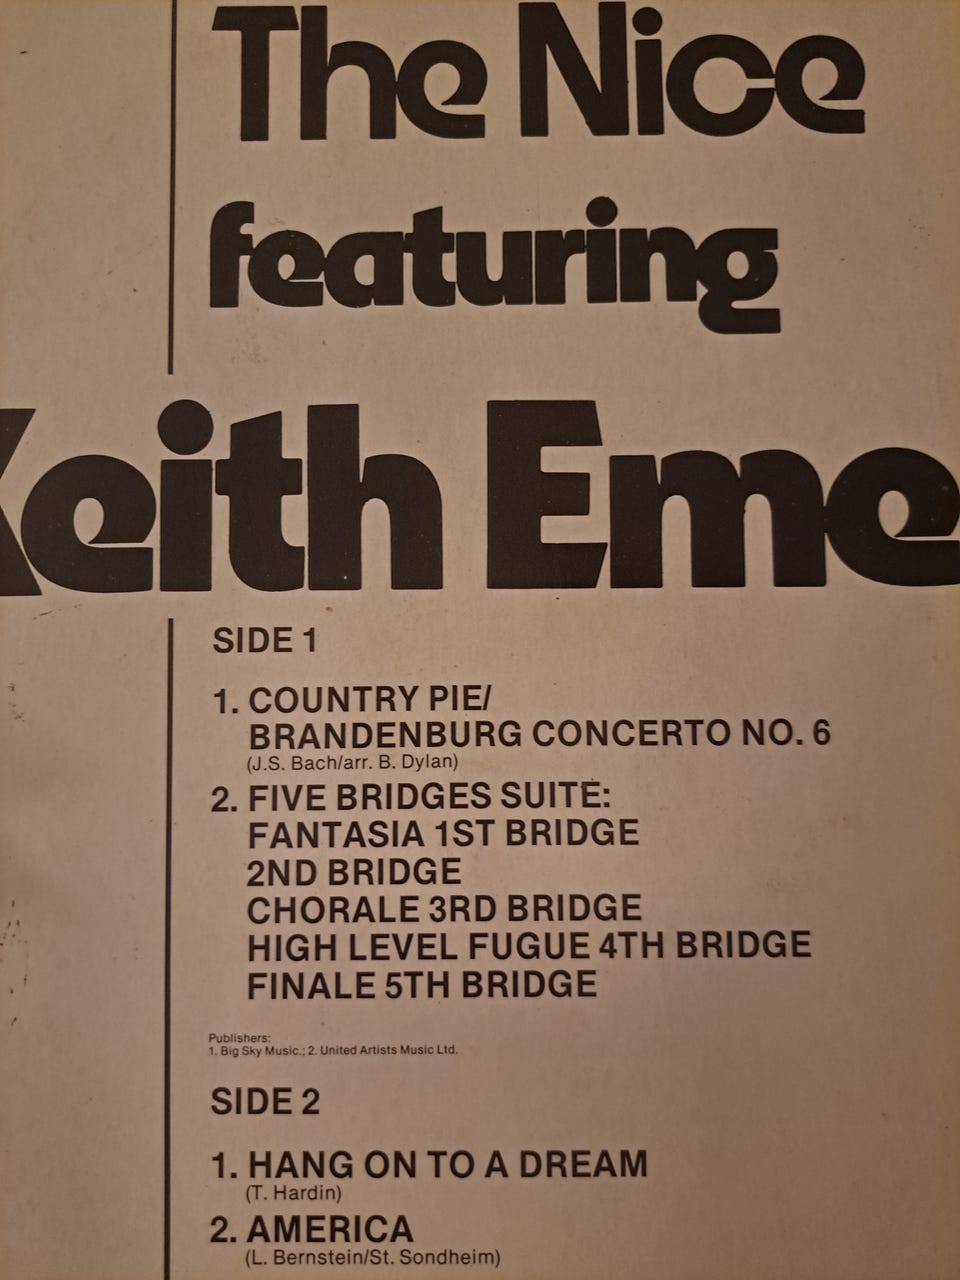 The Nice
featuring
Keith Eme
SIDE 1
1. COUNTRY PIE/
BRANDENBURG CONCERTO NO. 6
(J.S. Bach/arr. B. Dylan)
2. FIVE BRIDGES SUITE:
FANTASIA 1ST BRIDGE
2ND BRIDGE
CHORALE 3RD BRIDGE
HIGH LEVEL FUGUE 4TH BRIDGE
FINALE 5TH BRIDGE
Publishers:
1. Big Sky Music.; 2. United Artists Music Ltd.
SIDE 2
1. HANG ON TO A DREAM
(T. Hardin)
2. AMERICA
(L. Bernstein/St. Sondheim)